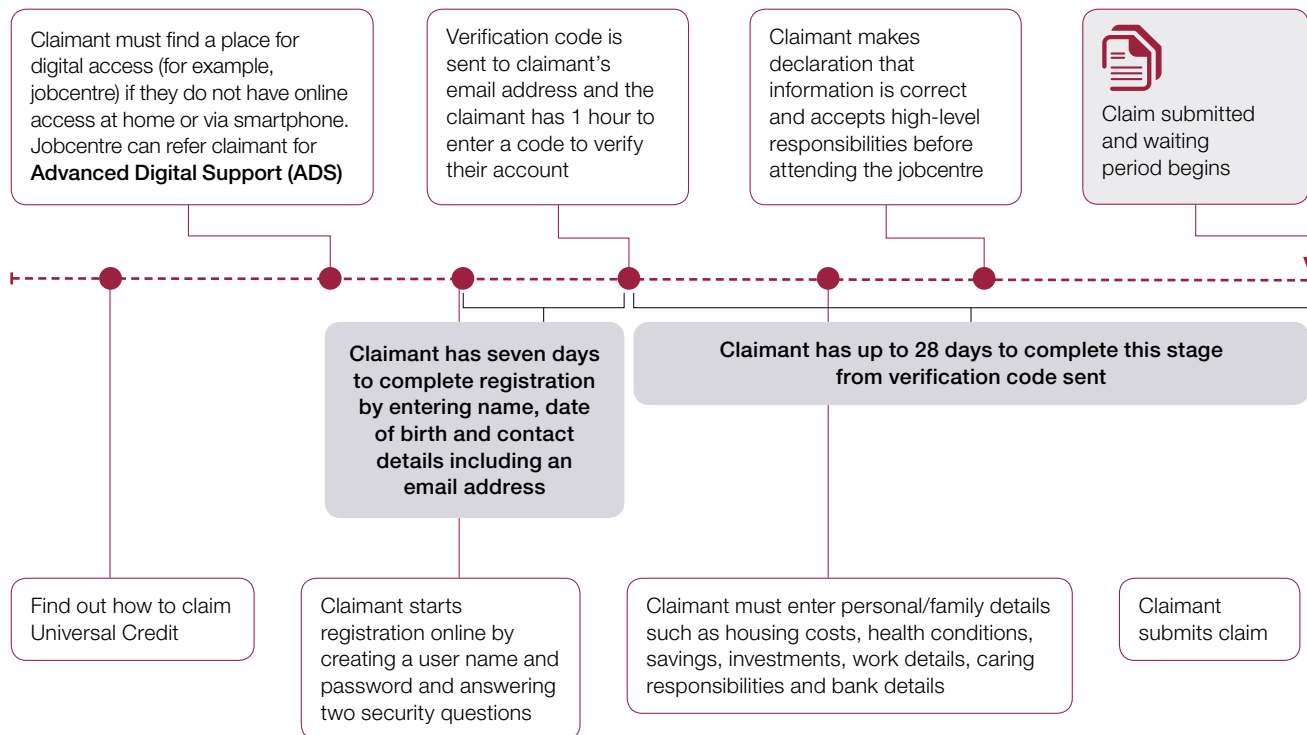 Claimant must find a place for
digital access (for example,
jobcentre) if they do not have online
access at home or via smartphone.
Jobcentre can refer claimant for
Advanced Digital Support (ADS)
Verification code is
sent to claimant’s
email address and the
claimant has 1 hour to
enter a code to verify
their account
Claimant makes
declaration that
information is correct
and accepts high-level
responsibilities before
attending the jobcentre
Claim submitted
and waiting
period begins
Claimant has seven days
to complete registration
by entering name, date
of birth and contact
details including an
email address
Claimant has up to 28 days to complete this stage
from verification code sent
Find out how to claim
Universal Credit
Claimant starts
registration online by
creating a user name and
password and answering
two security questions
Claimant must enter personal/family details
such as housing costs, health conditions,
savings, investments, work details, caring
responsibilities and bank details
Claimant
submits claim